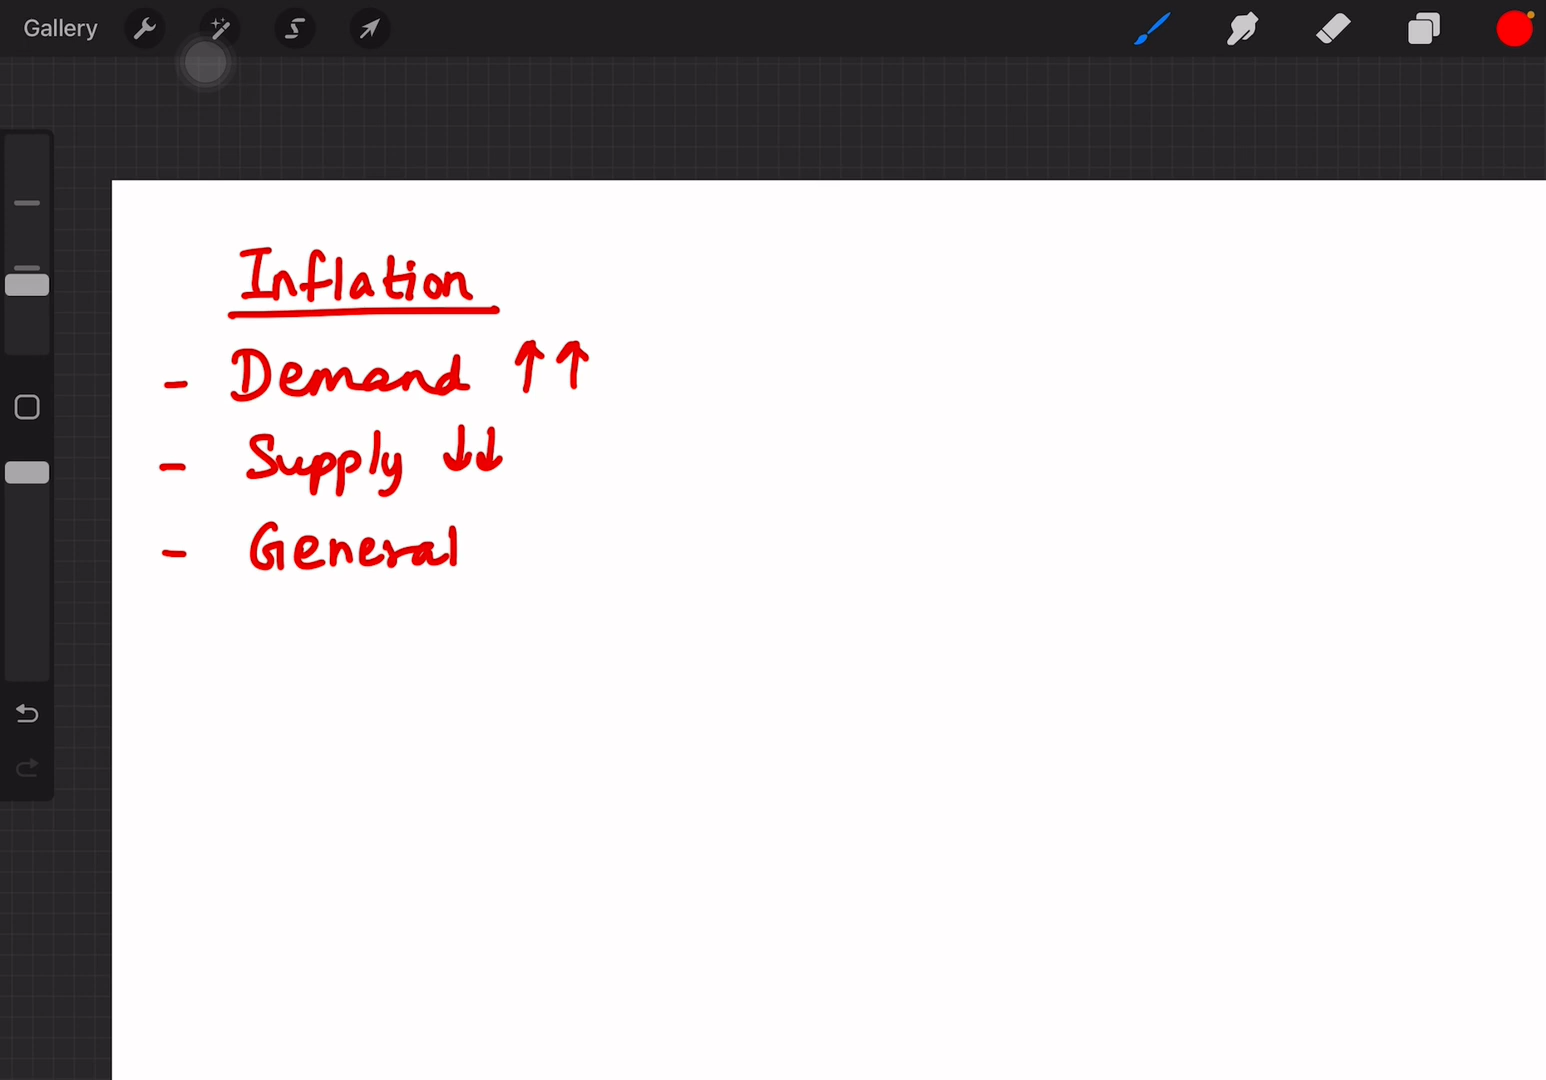 Gallery
Inflation
- Demand ↑↑
- Supply ↓↓
- General